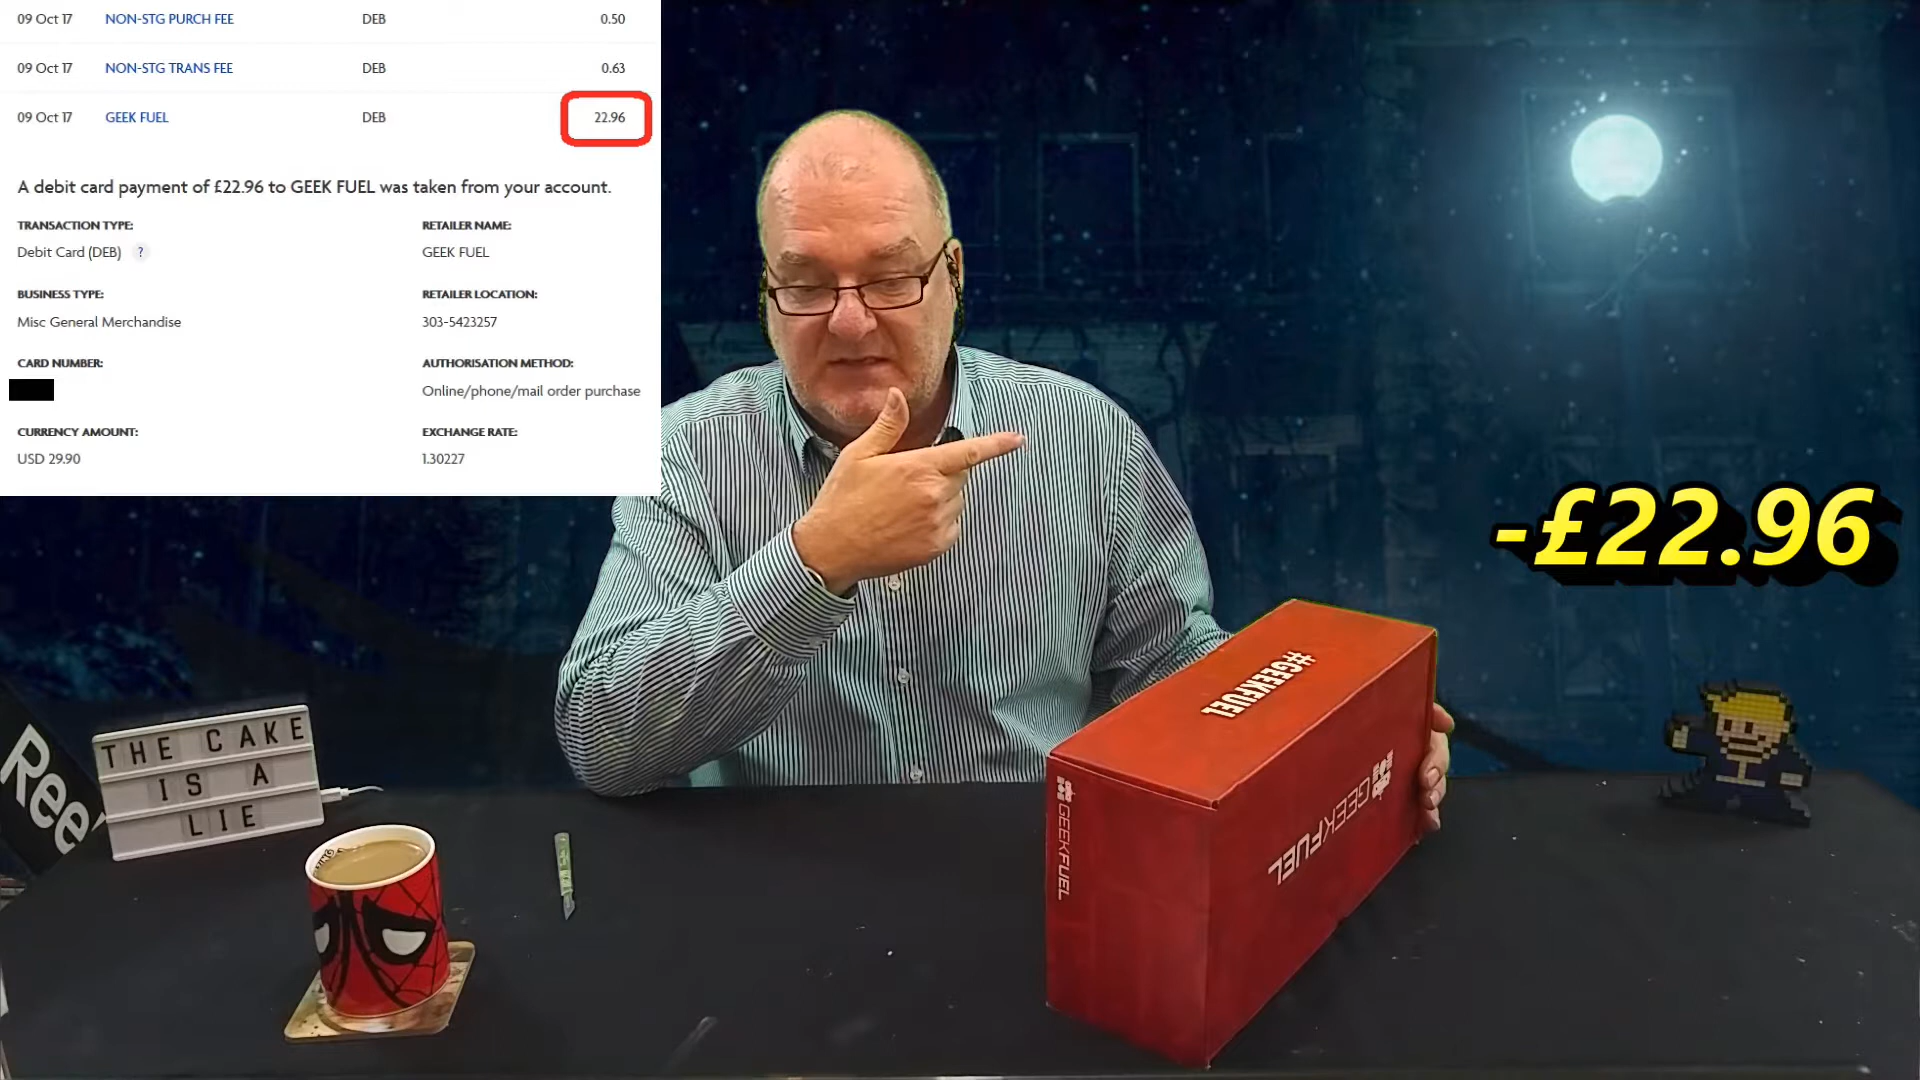 09 Oct 17 NON-STG PURCH FEE DEB 0.50
09 Oct 17 NON-STG TRANS FEE DEB 0.63
09 Oct 17 GEEK FUEL DEB 22.96
A debit card payment of £22.96 to GEEK FUEL was taken from your account.
TRANSACTION TYPE: RETAILER NAME:
Debit Card (DEB) ? GEEK FUEL
BUSINESS TYPE: RETAILER LOCATION:
Misc General Merchandise 303-5423257
CARD NUMBER: AUTHORISATION METHOD:
Online/phone/mail order purchase
CURRENCY AMOUNT: EXCHANGE RATE:
USD 29.90 1.30227
-£22.96
#GEEKFUEL
GEEKFUEL
GEEKFUEL
Ree
THE CAKE
IS A
LIE